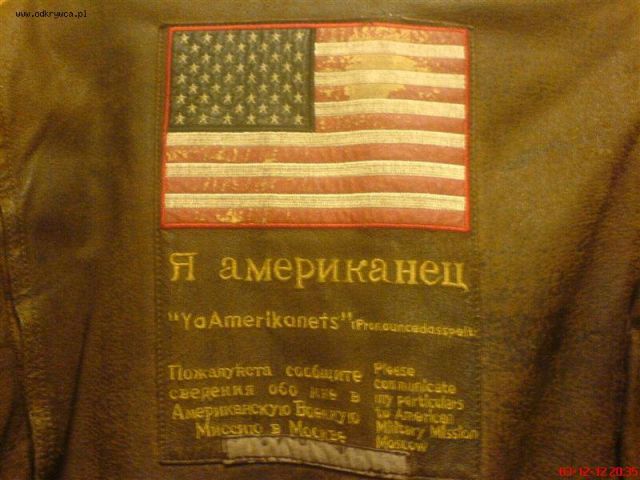 www.odkrywca.pl
Я американец
"YaAmerikanets" (Pronouncedasspelt
Пожалуйста сообщите
сведения обо мне в
Американскую Военную
Миссию в Москве
Please
communicate
my particulars
to American
Military Mission
Moscow
03-12-12 20:35